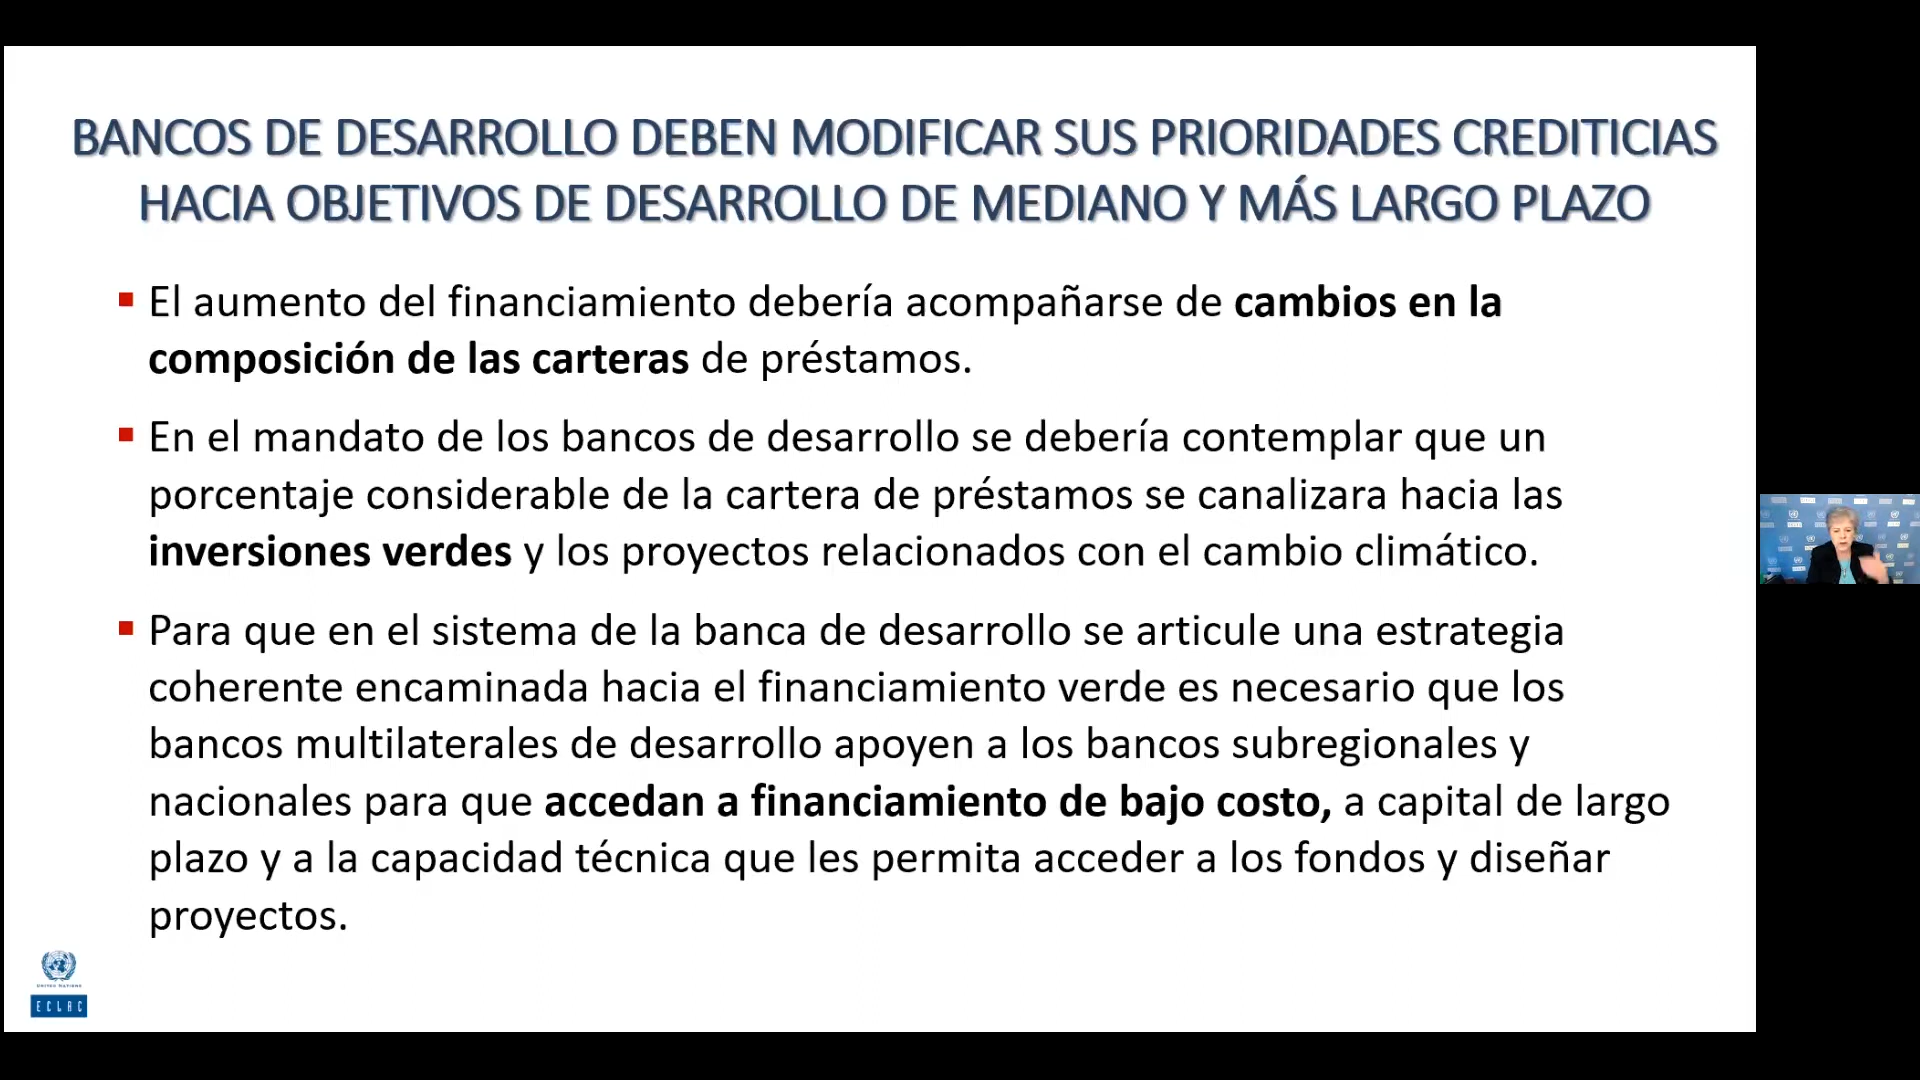 BANCOS DE DESARROLLO DEBEN MODIFICAR SUS PRIORIDADES CREDITICIAS
HACIA OBJETIVOS DE DESARROLLO DE MEDIANO Y MÁS LARGO PLAZO
El aumento del financiamiento debería acompañarse de cambios en la
composición de las carteras de préstamos.
En el mandato de los bancos de desarrollo se debería contemplar que un
porcentaje considerable de la cartera de préstamos se canalizara hacia las
inversiones verdes y los proyectos relacionados con el cambio climático.
Para que en el sistema de la banca de desarrollo se articule una estrategia
coherente encaminada hacia el financiamiento verde es necesario que los
bancos multilaterales de desarrollo apoyen a los bancos subregionales y
nacionales para que accedan a financiamiento de bajo costo, a capital de largo
plazo y a la capacidad técnica que les permita acceder a los fondos y diseñar
proyectos.
UNITED NATIONS
ECLAC